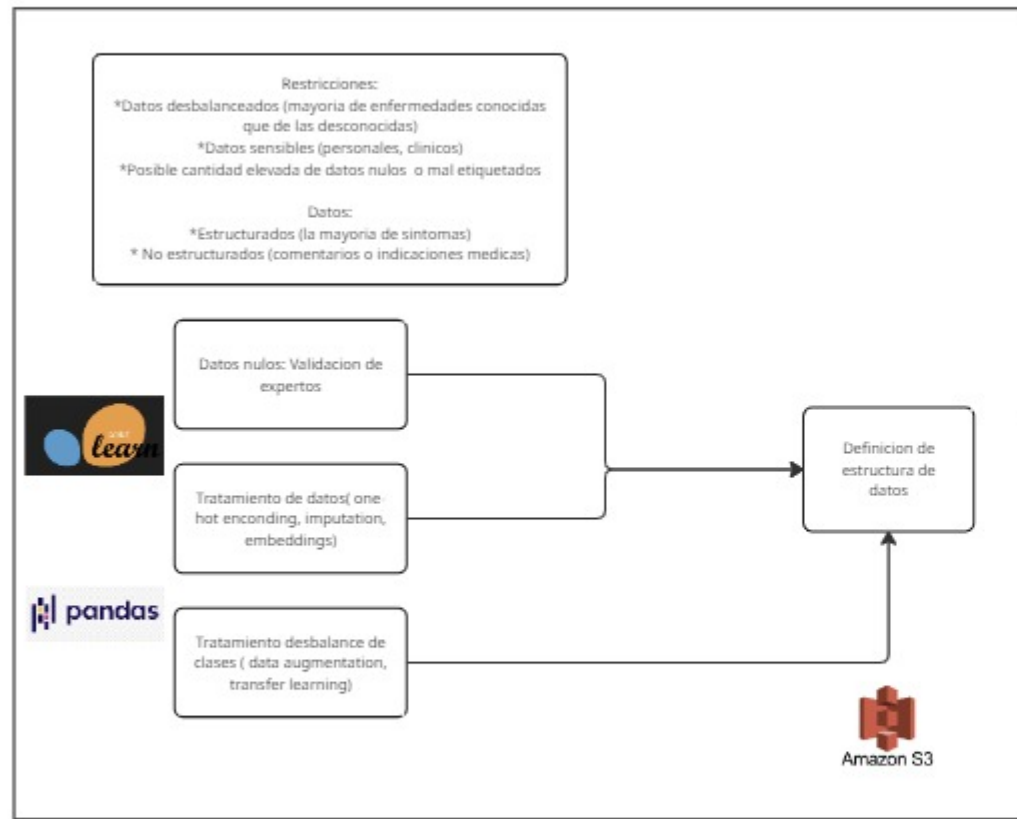 Restricciones:
*Datos desbalanceados (mayoria de enfermedades conocidas
que de las desconocidas)
*Datos sensibles (personales, clinicos)
*Posible cantidad elevada de datos nulos o mal etiquetados
Datos:
*Estructurados (la mayoria de sintomas)
* No estructurados (comentarios o indicaciones medicas)
Datos nulos: Validacion de
expertos
learn
Tratamiento de datos( one
hot enconding, imputation,
embeddings)
pandas
Tratamiento desbalance de
clases ( data augmentation,
transfer learning)
Definicion de
estructura de
datos
Amazon S3